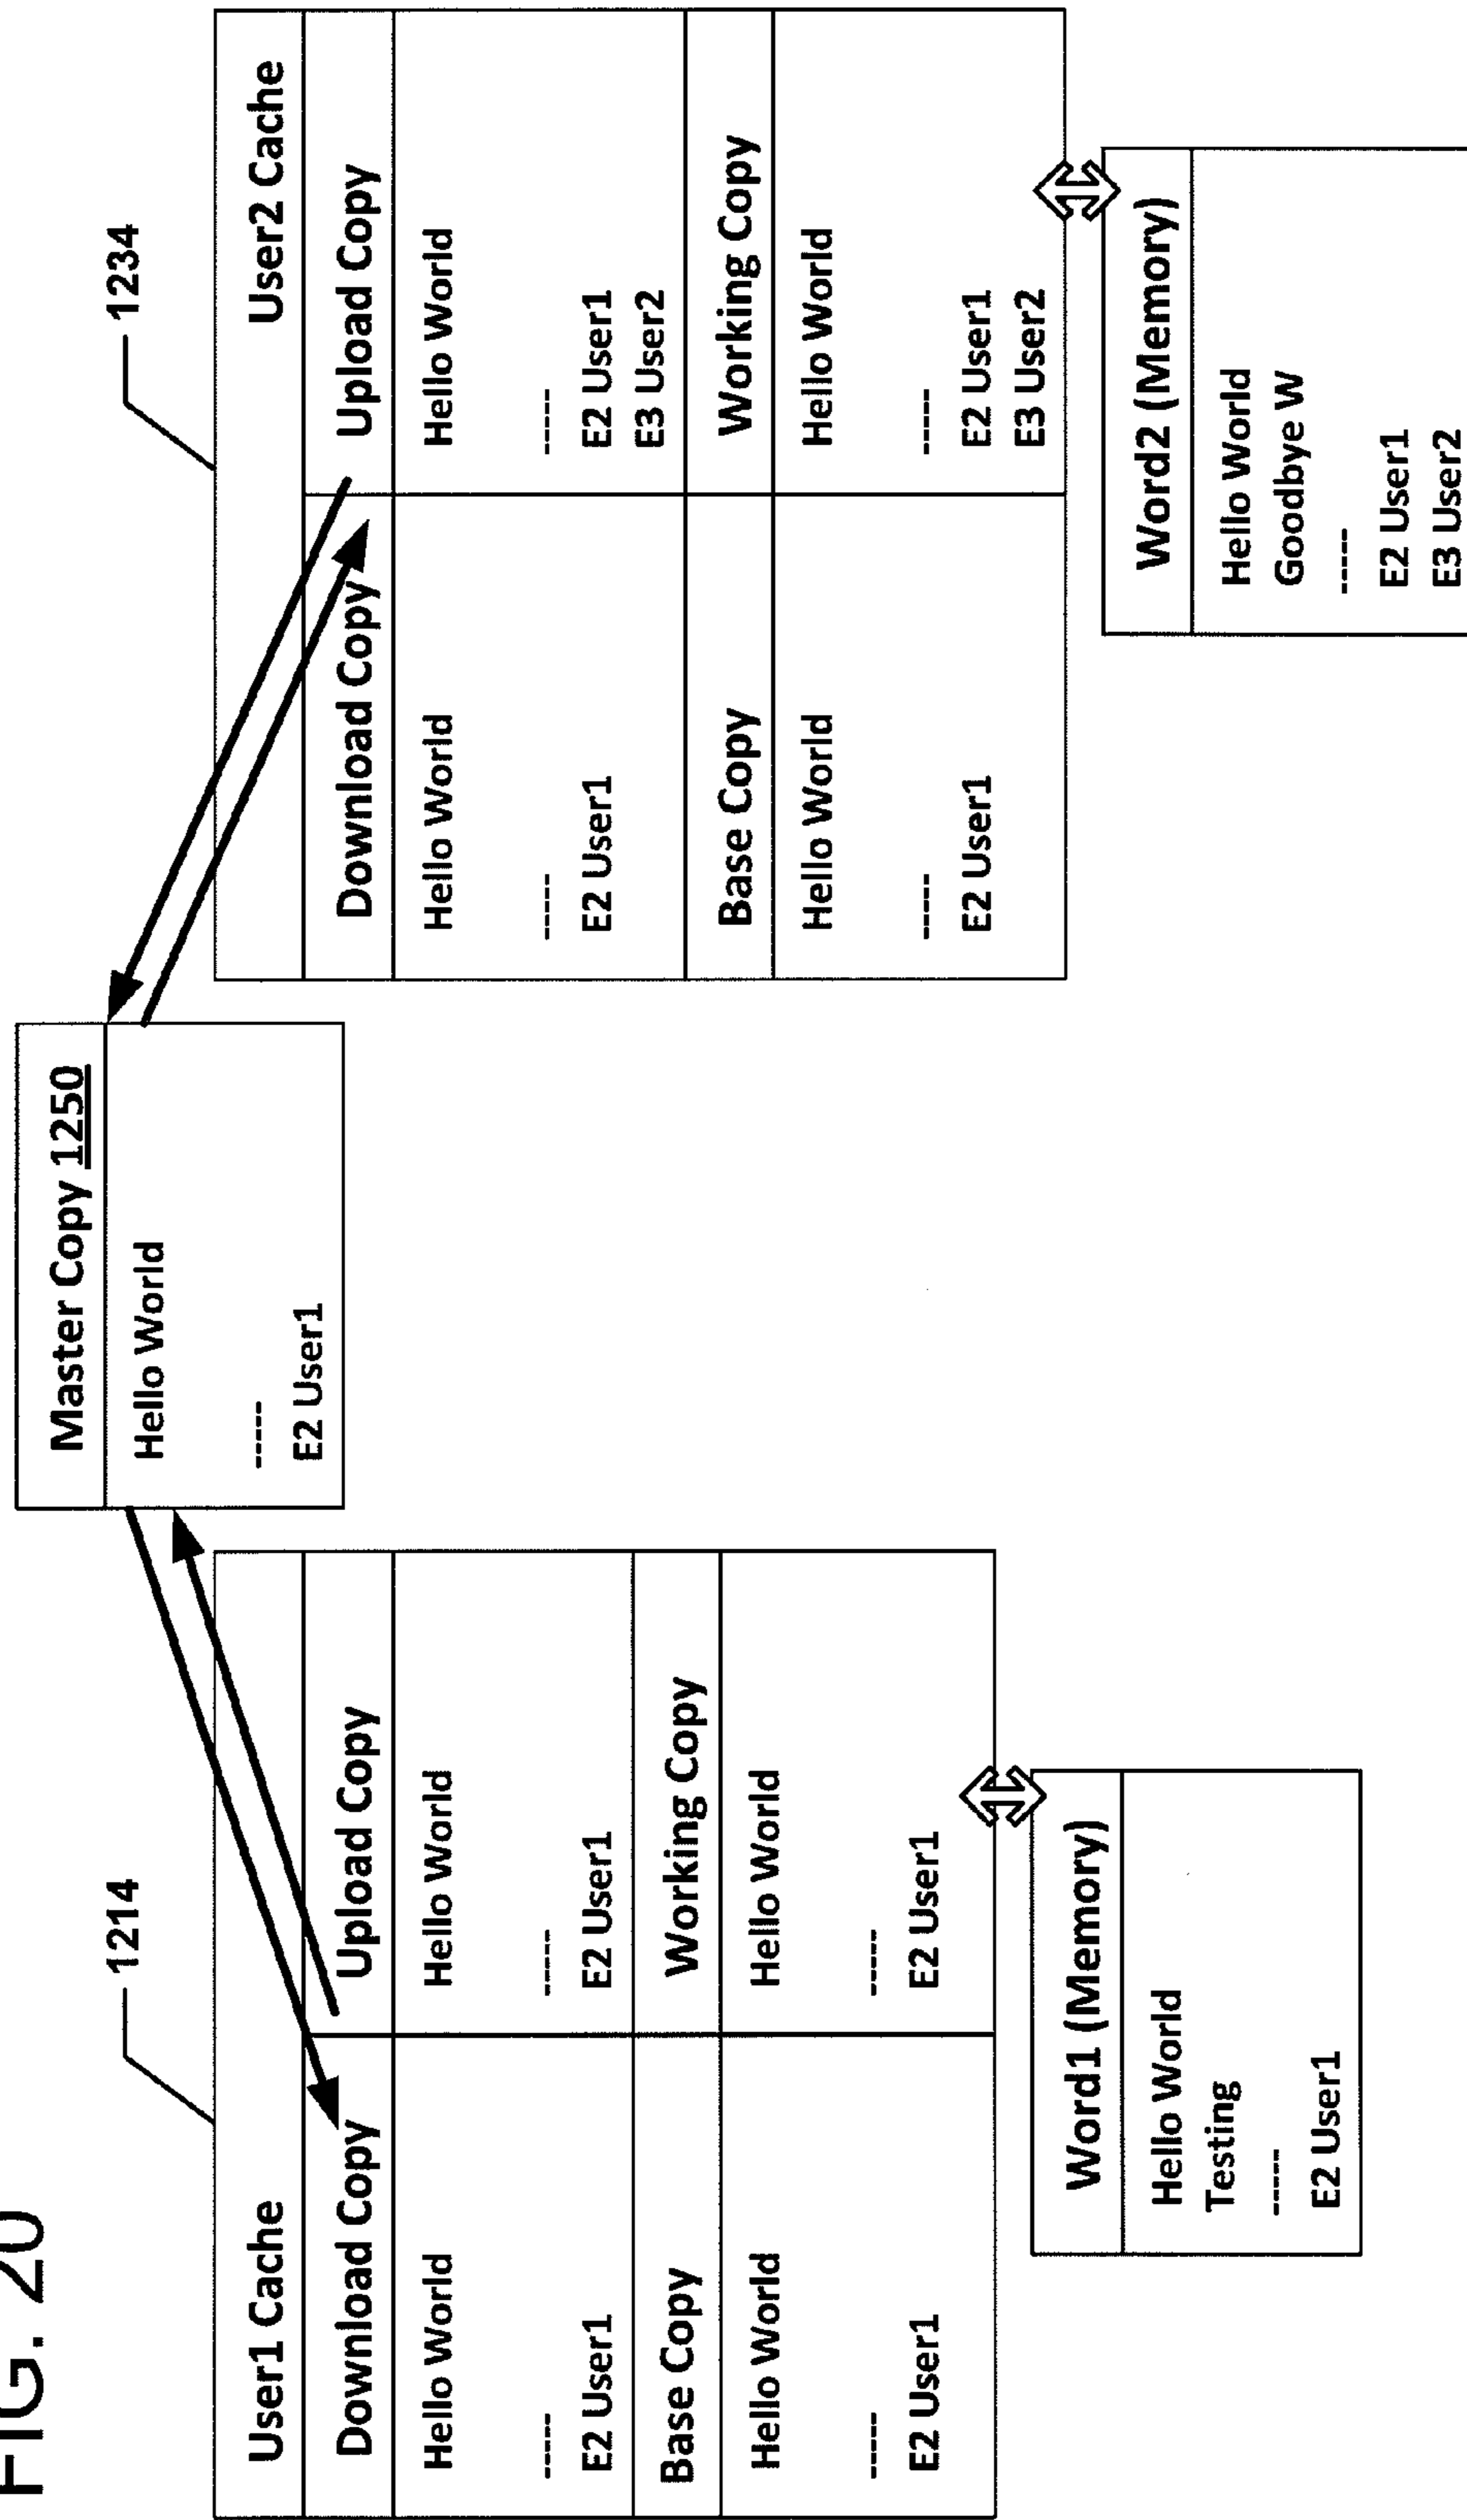 FIG. 20
Master Copy 1250
Hello World
-----
E2 User1
1214
User1 Cache
Download Copy
Hello World
-----
E2 User1
Upload Copy
Hello World
-----
E2 User1
Base Copy
Hello World
-----
E2 User1
Working Copy
Hello World
-----
E2 User1
Word1 (Memory)
Hello World
Testing
-----
E2 User1
1234
User2 Cache
Download Copy
Hello World
-----
E2 User1
Upload Copy
Hello World
-----
E2 User1
E3 User2
Base Copy
Hello World
-----
E2 User1
Working Copy
Hello World
-----
E2 User1
E3 User2
Word2 (Memory)
Hello World
Goodbye W
-----
E2 User1
E3 User2